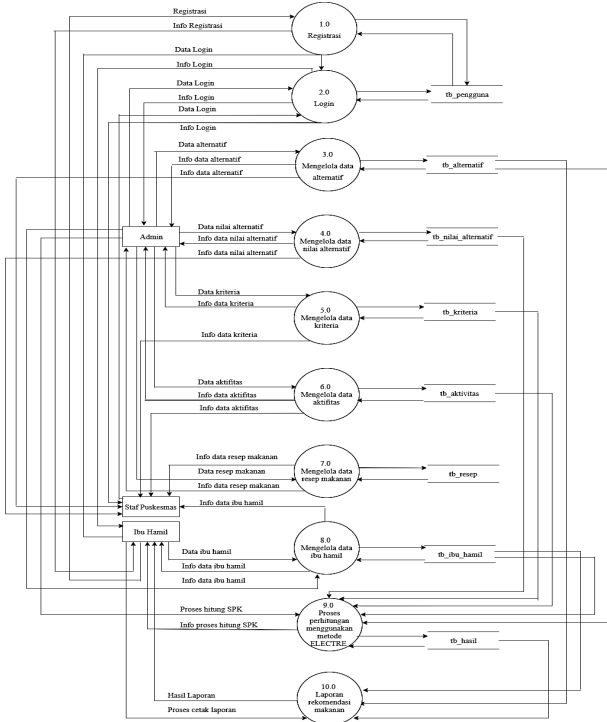 Registrasi
Info Registrasi
1.0
Registrasi
Data Login
Info Login
Data Login
Info Login
Data Login
Info Login
2.0
Login
tb_pengguna
Data alternatif
Info data alternatif
Info data alternatif
3.0
Mengelola data
alternatif
tb_alternatif
Admin
Data nilai alternatif
Info data nilai alternatif
Info data nilai alternatif
4.0
Mengelola data
nilai alternatif
tb_nilai_alternatif
Data kriteria
Info data kriteria
Info data kriteria
5.0
Mengelola data
kriteria
tb_kriteria
Data aktifitas
Info data aktifitas
Info data aktifitas
6.0
Mengelola data
aktifitas
tb_aktivitas
Info data resep makanan
Data resep makanan
Info data resep makanan
7.0
Mengelola data
resep makanan
tb_resep
Staf Puskesmas
Info data ibu hamil
Ibu Hamil
Data ibu hamil
Info data ibu hamil
Info data ibu hamil
8.0
Mengelola data
ibu hamil
tb_ibu_hamil
Proses hitung SPK
Info proses hitung SPK
9.0
Proses
perhitungan
menggunakan
metode
ELECTRE
tb_hasil
Hasil Laporan
Proses cetak laporan
10.0
Laporan
rekomendasi
makanan